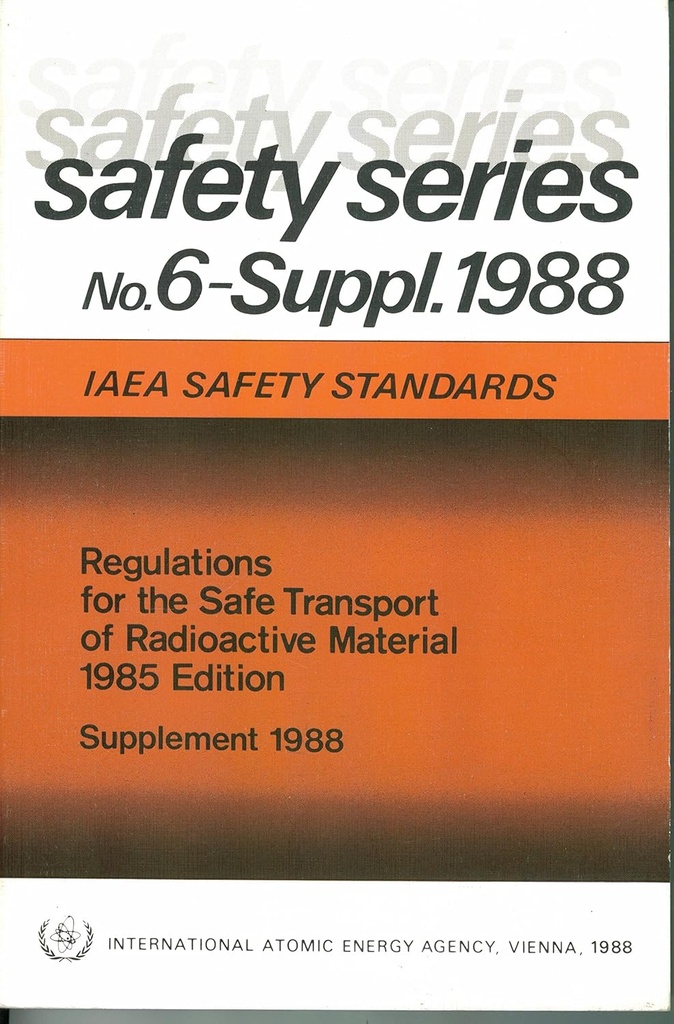 safety series
safety series
safety series
No.6-Suppl.1988
IAEA SAFETY STANDARDS
Regulations
for the Safe Transport
of Radioactive Material
1985 Edition
Supplement 1988
INTERNATIONAL ATOMIC ENERGY AGENCY, VIENNA, 1988